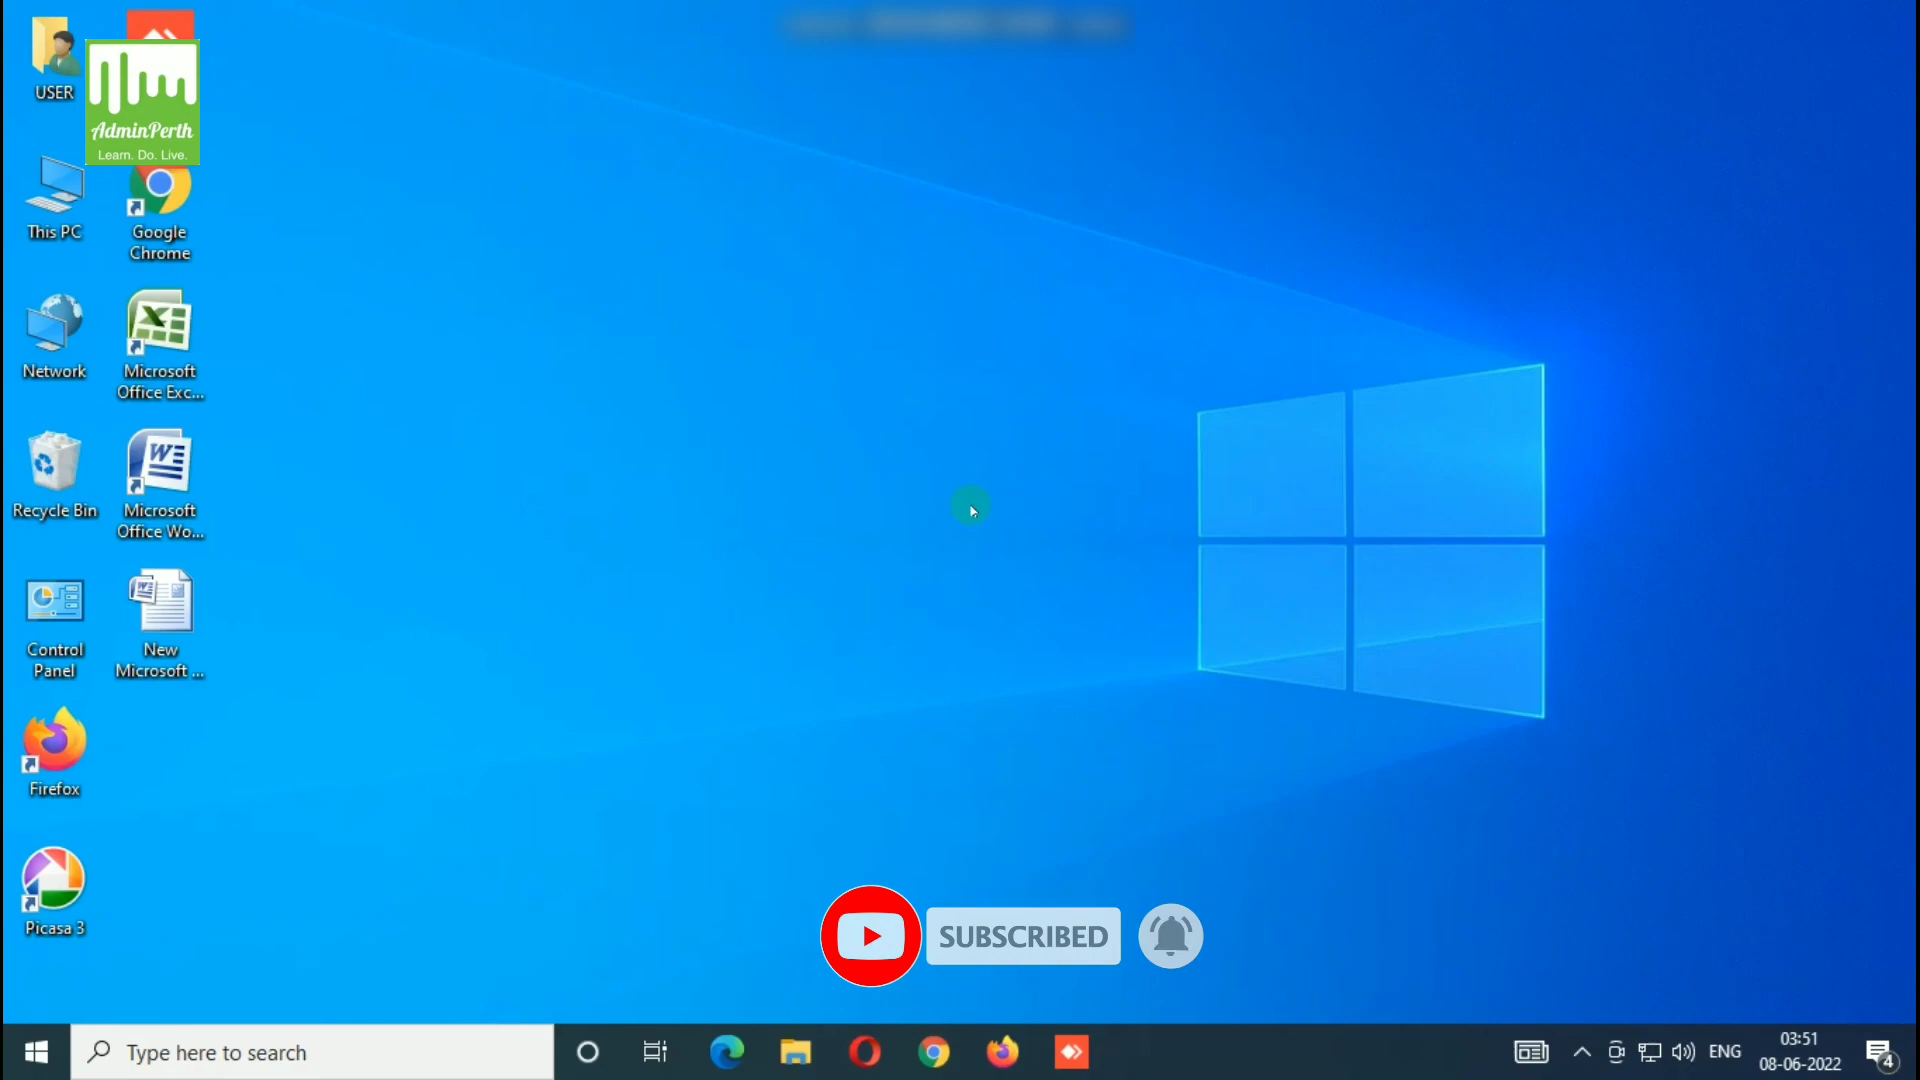 USER
AdminPerth
Learn. Do. Live.
This PC
Google
Chrome
Network
Microsoft
Office Exc...
Recycle Bin
Microsoft
Office Wo...
Control
Panel
New
Microsoft ...
Firefox
Picasa 3
SUBSCRIBED
Type here to search
ENG
03:51
08-06-2022
4